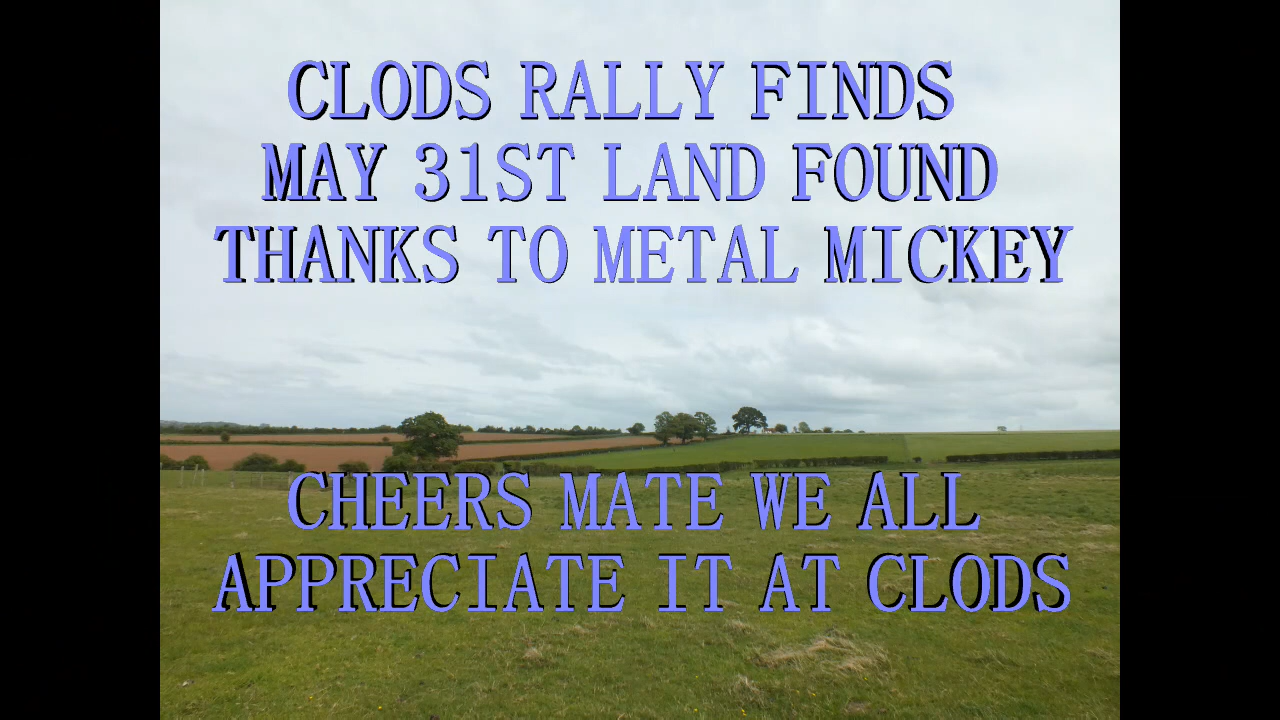 CLODS RALLY FINDS
MAY 31ST LAND FOUND
THANKS TO METAL MICKEY
CHEERS MATE WE ALL
APPRECIATE IT AT CLODS